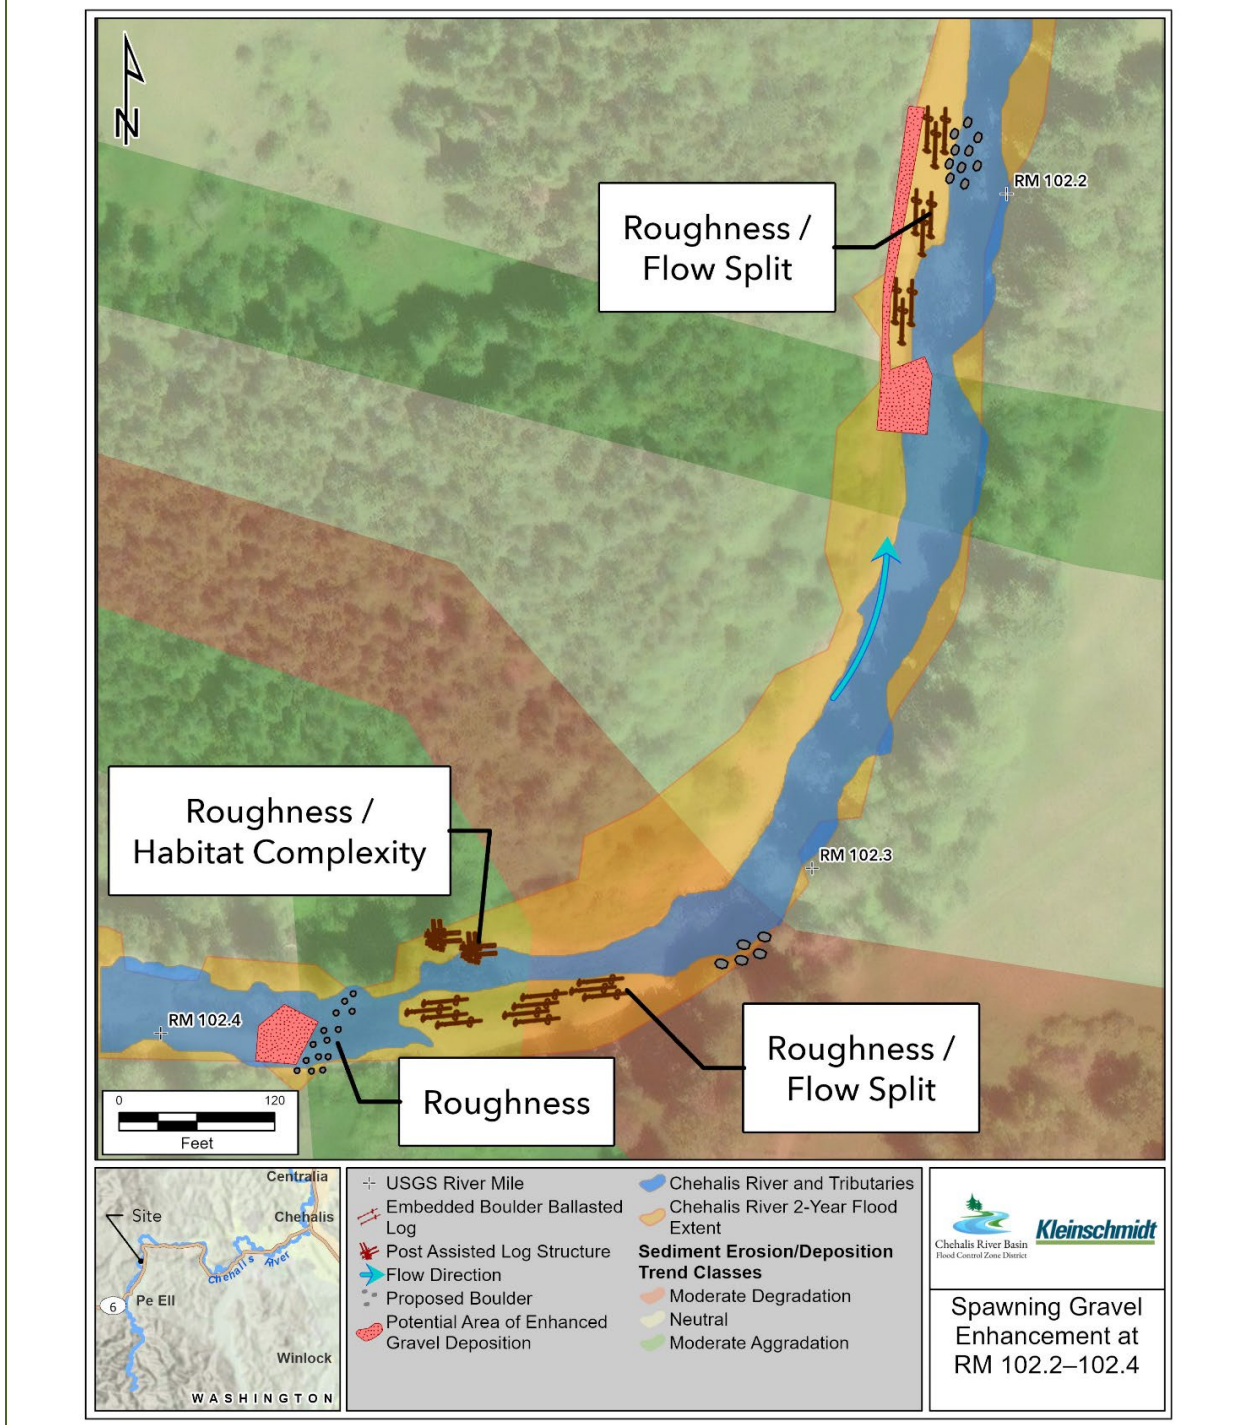 N
RM 102.2
Roughness /
Flow Split
Roughness /
Habitat Complexity
RM 102.3
RM 102.4
Roughness /
Flow Split
Roughness
0 120
Feet
Centralia
Site
Chehalis
Chehalis River
6
Pe Ell
Winlock
WASHINGTON
USGS River Mile
Embedded Boulder Ballasted
Log
Post Assisted Log Structure
Flow Direction
Proposed Boulder
Potential Area of Enhanced
Gravel Deposition
Chehalis River and Tributaries
Chehalis River 2-Year Flood
Extent
Sediment Erosion/Deposition
Trend Classes
Moderate Degradation
Neutral
Moderate Aggradation
Chehalis River Basin
Flood Control Zone District
Kleinschmidt
Spawning Gravel
Enhancement at
RM 102.2–102.4